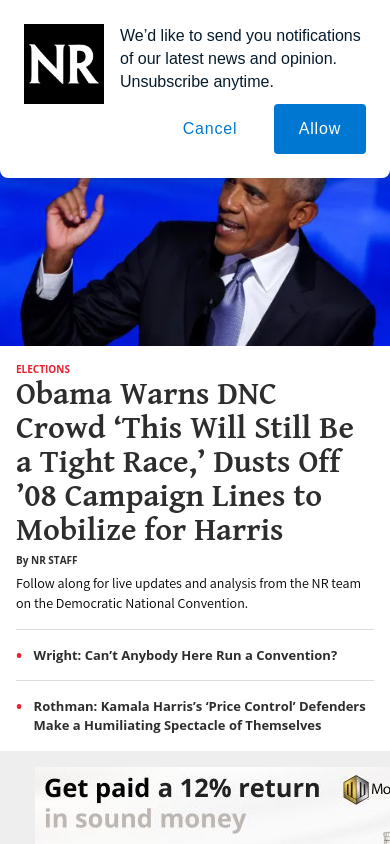 NR
We’d like to send you notifications
of our latest news and opinion.
Unsubscribe anytime.
Cancel
Allow
ELECTIONS
Obama Warns DNC
Crowd ‘This Will Still Be
a Tight Race,’ Dusts Off
’08 Campaign Lines to
Mobilize for Harris
By NR STAFF
Follow along for live updates and analysis from the NR team
on the Democratic National Convention.
• Wright: Can’t Anybody Here Run a Convention?
• Rothman: Kamala Harris’s ‘Price Control’ Defenders
Make a Humiliating Spectacle of Themselves
Get paid a 12% return
in sound money